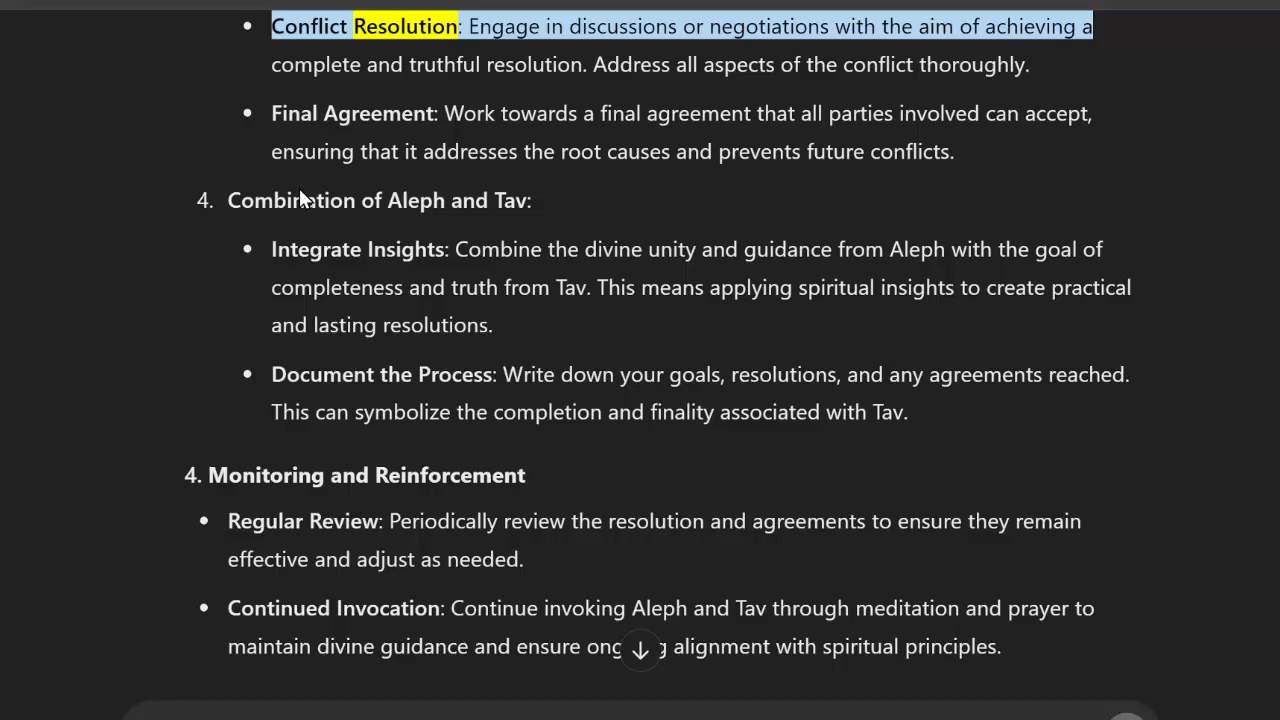 • Conflict Resolution: Engage in discussions or negotiations with the aim of achieving a
complete and truthful resolution. Address all aspects of the conflict thoroughly.
• Final Agreement: Work towards a final agreement that all parties involved can accept,
ensuring that it addresses the root causes and prevents future conflicts.
4. Combination of Aleph and Tav:
• Integrate Insights: Combine the divine unity and guidance from Aleph with the goal of
completeness and truth from Tav. This means applying spiritual insights to create practical
and lasting resolutions.
• Document the Process: Write down your goals, resolutions, and any agreements reached.
This can symbolize the completion and finality associated with Tav.
4. Monitoring and Reinforcement
• Regular Review: Periodically review the resolution and agreements to ensure they remain
effective and adjust as needed.
• Continued Invocation: Continue invoking Aleph and Tav through meditation and prayer to
maintain divine guidance and ensure ongoing alignment with spiritual principles.